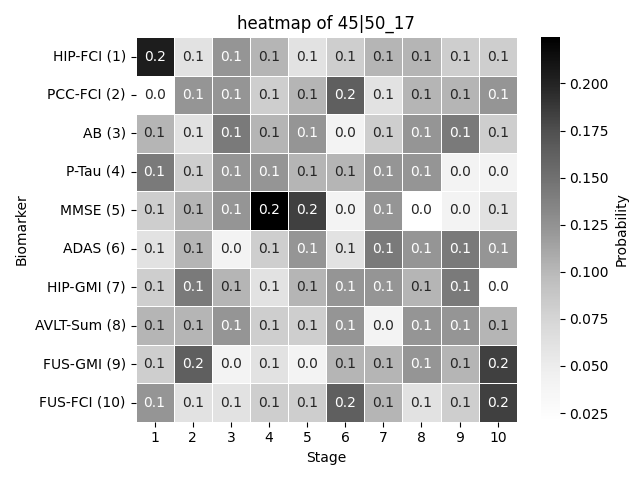 heatmap of 45|50_17
HIP-FCI (1) 0.2 0.1 0.1 0.1 0.1 0.1 0.1 0.1 0.1 0.1
PCC-FCI (2) 0.0 0.1 0.1 0.1 0.1 0.2 0.1 0.1 0.1 0.1
AB (3) 0.1 0.1 0.1 0.1 0.1 0.0 0.1 0.1 0.1 0.1
P-Tau (4) 0.1 0.1 0.1 0.1 0.1 0.1 0.1 0.1 0.0 0.0
MMSE (5) 0.1 0.1 0.1 0.2 0.2 0.0 0.1 0.0 0.0 0.1
ADAS (6) 0.1 0.1 0.0 0.1 0.1 0.1 0.1 0.1 0.1 0.1
HIP-GMI (7) 0.1 0.1 0.1 0.1 0.1 0.1 0.1 0.1 0.1 0.0
AVLT-Sum (8) 0.1 0.1 0.1 0.1 0.1 0.1 0.0 0.1 0.1 0.1
FUS-GMI (9) 0.1 0.2 0.0 0.1 0.0 0.1 0.1 0.1 0.1 0.2
FUS-FCI (10) 0.1 0.1 0.1 0.1 0.1 0.2 0.1 0.1 0.1 0.2
1 2 3 4 5 6 7 8 9 10
Stage
Biomarker
0.200
0.175
0.150
0.125
0.100
0.075
0.050
0.025
Probability